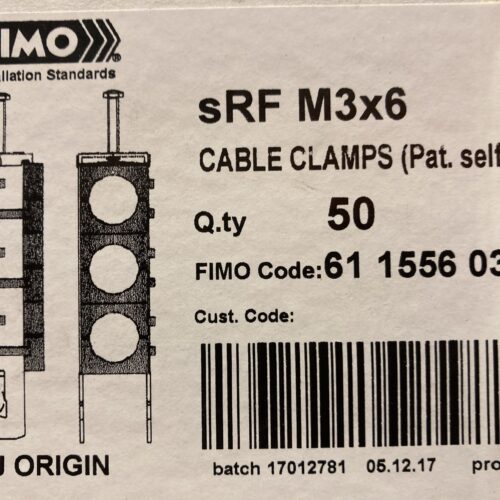 FIMO
allation Standards
sRF M3x6
CABLE CLAMPS (Pat. self
Q.ty 50
FIMO Code:61 1556 03
Cust. Code:
U ORIGIN
batch 17012781 05.12.17 pro